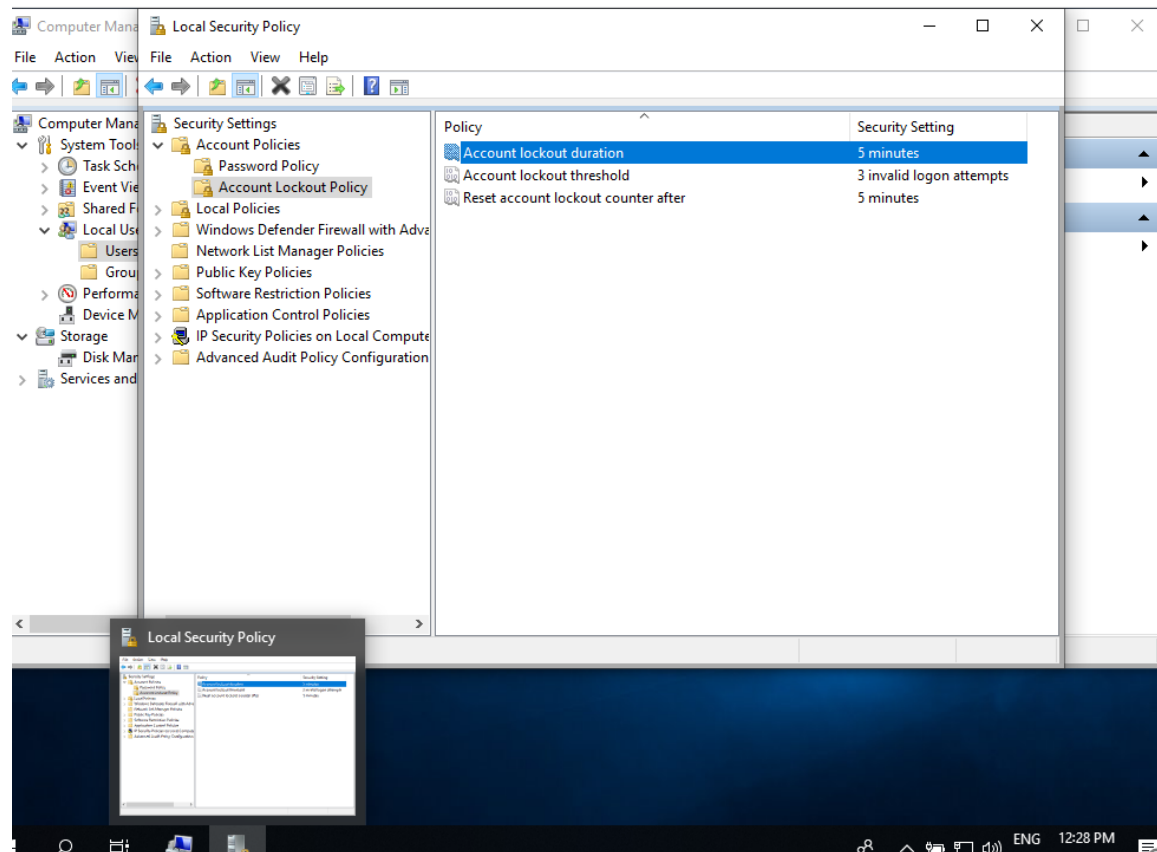 Computer Mana
File Action Viev
Computer Mana
System Tools
Task Sch
Event Vie
Shared F
Local Use
Users
Grou
Performa
Device M
Storage
Disk Man
Services and
Local Security Policy
File Action View Help
Security Settings
Account Policies
Password Policy
Account Lockout Policy
Local Policies
Windows Defender Firewall with Adva
Network List Manager Policies
Public Key Policies
Software Restriction Policies
Application Control Policies
IP Security Policies on Local Compute
Advanced Audit Policy Configuration
Policy Security Setting
Account lockout duration 5 minutes
Account lockout threshold 3 invalid logon attempts
Reset account lockout counter after 5 minutes
Local Security Policy
ENG 12:28 PM